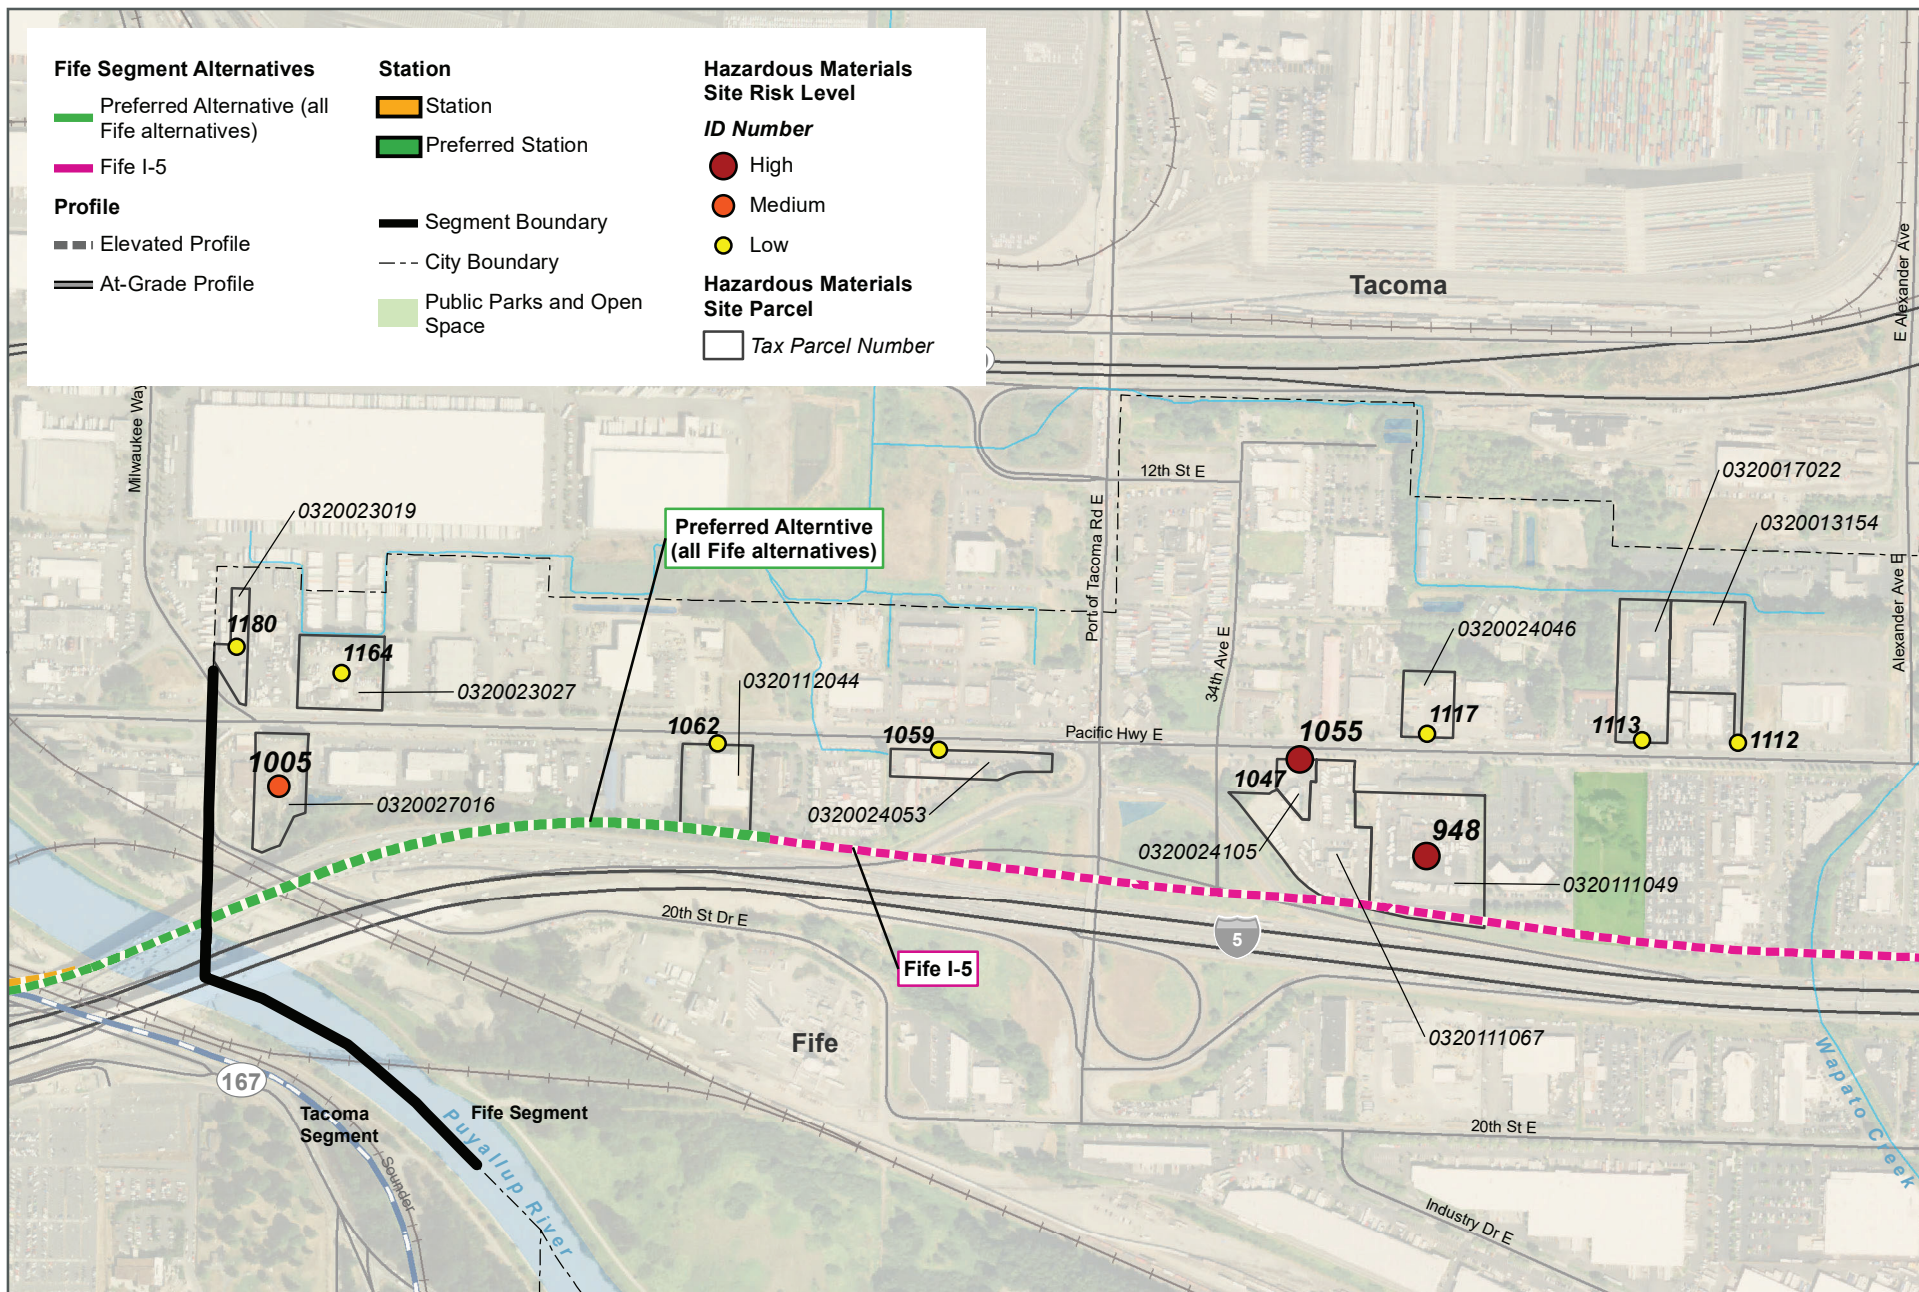 Fife Segment Alternatives
Preferred Alternative (all
Fife alternatives)
Fife I-5
Profile
Elevated Profile
At-Grade Profile
Station
Station
Preferred Station
Segment Boundary
City Boundary
Public Parks and Open
Space
Hazardous Materials
Site Risk Level
ID Number
High
Medium
Low
Hazardous Materials
Site Parcel
Tax Parcel Number
Tacoma
E Alexander Ave
Milwaukee Way
12th St E
0320017022
0320023019
0320013154
Preferred Alterntive
(all Fife alternatives)
Port of Tacoma Rd E
Alexander Ave E
34th Ave E
1180
1164
0320023027
0320112044
0320024046
1062
1059
Pacific Hwy E
1055
1117
1113
1112
1005
1047
0320027016
0320024053
0320024105
948
0320111049
20th St Dr E
5
Fife I-5
0320111067
Fife
167
Tacoma
Segment
Fife Segment
Puyallup River
Sounder
20th St E
Wapato Creek
Industry Dr E